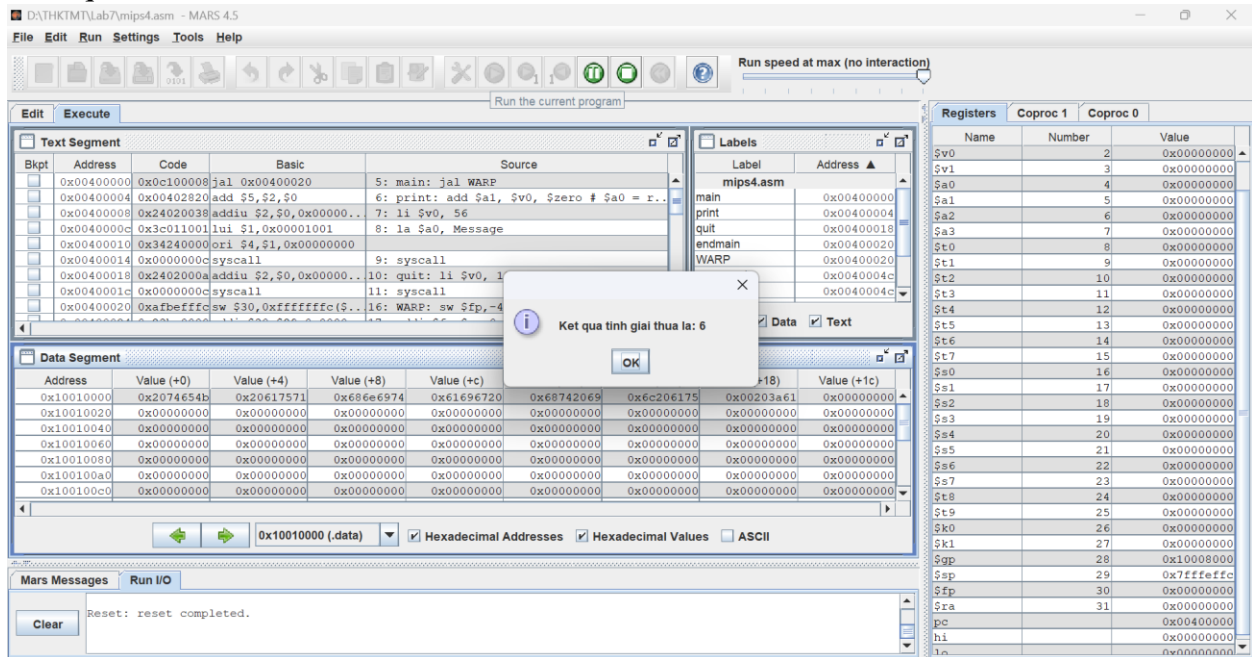 D:\THKTMT\Lab7\mips4.asm - MARS 4.5
File Edit Run Settings Tools Help
Run speed at max (no interaction)
Run the current program
Edit Execute
Text Segment
Bkpt Address Code Basic Source
0x00400000 0x0c100008 jal 0x00400020 5: main: jal WARP
0x00400004 0x00402820 add $5,$2,$0 6: print: add $a1, $v0, $zero # $a0 = r..
0x00400008 0x24020038 addiu $2,$0,0x00000... 7: li $v0, 56
0x0040000c 0x3c011001 lui $1,0x00001001 8: la $a0, Message
0x00400010 0x34240000 ori $4,$1,0x00000000
0x00400014 0x0000000c syscall 9: syscall
0x00400018 0x2402000a addiu $2,$0,0x00000... 10: quit: li $v0, 1
0x0040001c 0x0000000c syscall 11: syscall
0x00400020 0xafbefffc sw $30,0xfffffffc($.. 16: WARP: sw $fp,-4
Labels
Label Address ▲
mips4.asm
main 0x00400000
print 0x00400004
quit 0x00400018
endmain 0x00400020
WARP 0x00400020
0x0040004c
0x0040004c
Data Text
Ket qua tinh giai thua la: 6
OK
Data Segment
Address Value (+0) Value (+4) Value (+8) Value (+c) +18) Value (+1c)
0x10010000 0x2074654b 0x20617571 0x686e6974 0x61696720 0x68742069 0x6c206175 0x00203a61 0x00000000
0x10010020 0x00000000 0x00000000 0x00000000 0x00000000 0x00000000 0x00000000 0x00000000 0x00000000
0x10010040 0x00000000 0x00000000 0x00000000 0x00000000 0x00000000 0x00000000 0x00000000 0x00000000
0x10010060 0x00000000 0x00000000 0x00000000 0x00000000 0x00000000 0x00000000 0x00000000 0x00000000
0x10010080 0x00000000 0x00000000 0x00000000 0x00000000 0x00000000 0x00000000 0x00000000 0x00000000
0x100100a0 0x00000000 0x00000000 0x00000000 0x00000000 0x00000000 0x00000000 0x00000000 0x00000000
0x100100c0 0x00000000 0x00000000 0x00000000 0x00000000 0x00000000 0x00000000 0x00000000 0x00000000
0x10010000 (.data) Hexadecimal Addresses Hexadecimal Values ASCII
Mars Messages Run I/O
Clear
Reset: reset completed.
Registers Coproc 1 Coproc 0
Name Number Value
$v0 2 0x00000000
$v1 3 0x00000000
$a0 4 0x00000000
$a1 5 0x00000000
$a2 6 0x00000000
$a3 7 0x00000000
$t0 8 0x00000000
$t1 9 0x00000000
$t2 10 0x00000000
$t3 11 0x00000000
$t4 12 0x00000000
$t5 13 0x00000000
$t6 14 0x00000000
$t7 15 0x00000000
$s0 16 0x00000000
$s1 17 0x00000000
$s2 18 0x00000000
$s3 19 0x00000000
$s4 20 0x00000000
$s5 21 0x00000000
$s6 22 0x00000000
$s7 23 0x00000000
$t8 24 0x00000000
$t9 25 0x00000000
$k0 26 0x00000000
$k1 27 0x00000000
$gp 28 0x10008000
$sp 29 0x7fffeffc
$fp 30 0x00000000
$ra 31 0x00000000
pc 0x00400000
hi 0x00000000
lo 0x00000000